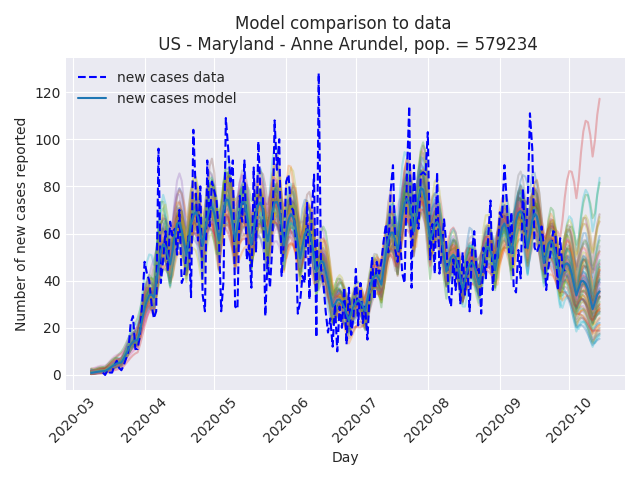 Model comparison to data
US - Maryland - Anne Arundel, pop. = 579234
new cases data
new cases model
Number of new cases reported
120
100
80
60
40
20
0
2020-03
2020-04
2020-05
2020-06
2020-07
2020-08
2020-09
2020-10
Day